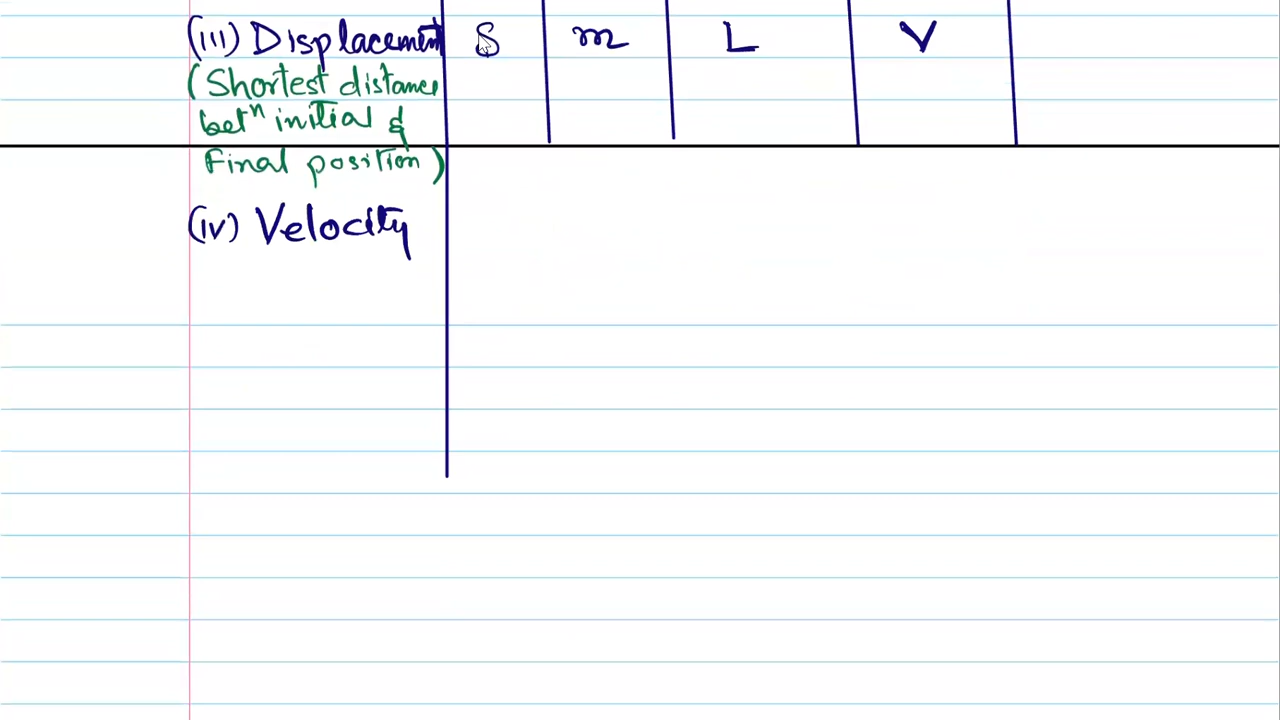 (iii) Displacement S m L V
(Shortest distance
betⁿ initial &
Final position)
(iv) Velocity